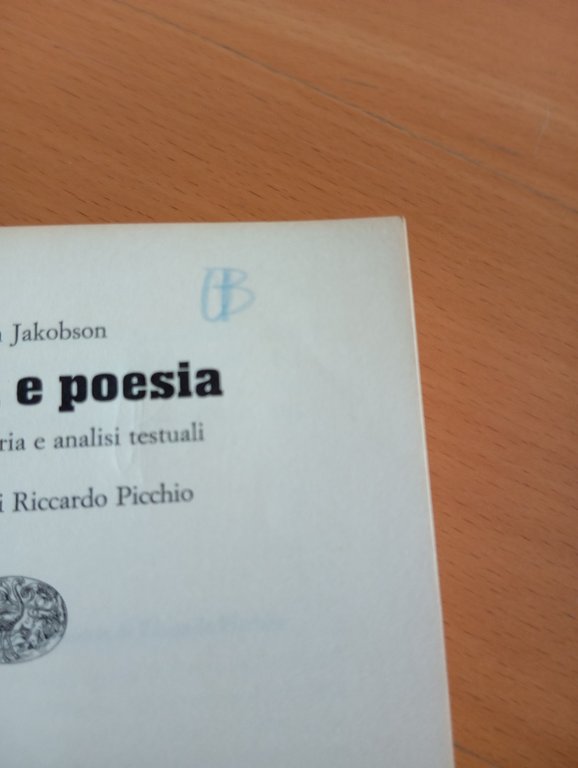 Jakobson
e poesia
ria e analisi testuali
i Riccardo Picchio